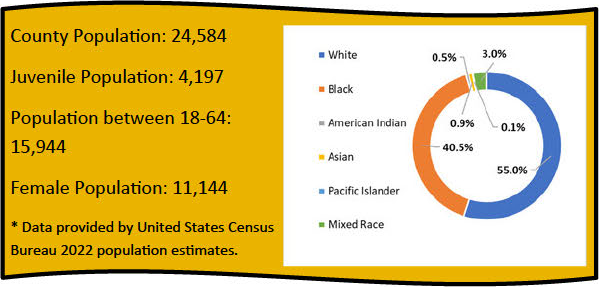 County Population: 24,584
Juvenile Population: 4,197
Population between 18-64:
15,944
Female Population: 11,144
* Data provided by United States Census
Bureau 2022 population estimates.
White
Black
American Indian
Asian
Pacific Islander
Mixed Race
0.5%
3.0%
0.9%
0.1%
40.5%
55.0%